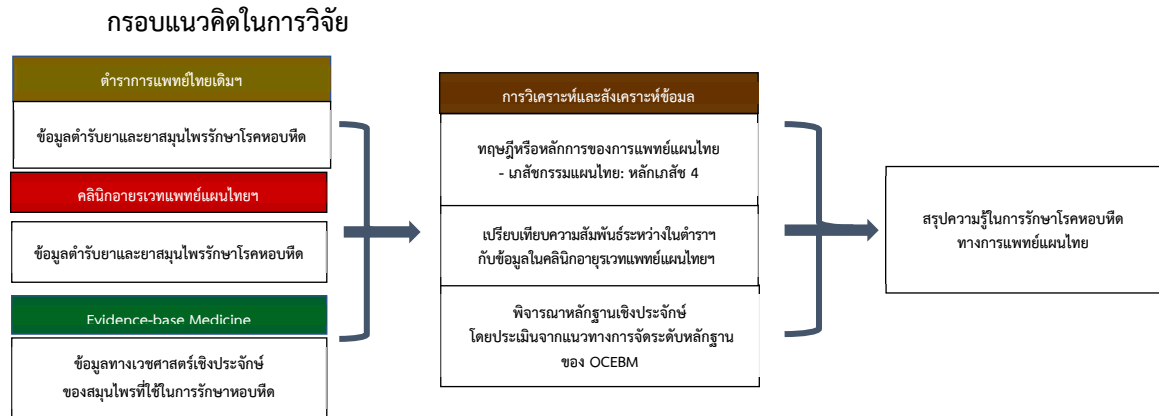 กรอบแนวคิดในการวิจัย
ตำราการแพทย์ไทยเดิมฯ
ข้อมูลตำรับยาและยาสมุนไพรรักษาโรคหอบหืด
คลินิกอายรเวทแพทย์แผนไทยฯ
ข้อมูลตำรับยาและยาสมุนไพรรักษาโรคหอบหืด
Evidence-base Medicine
ข้อมูลทางเวชศาสตร์เชิงประจักษ์
ของสมุนไพรที่ใช้ในการรักษาหอบหืด
การวิเคราะห์และสังเคราะห์ข้อมล
ทฤษฎีหรือหลักการของการแพทย์แผนไทย
- เภสัชกรรมแผนไทย: หลักเภสัช 4
เปรียบเทียบความสัมพันธ์ระหว่างในตำราฯ
กับข้อมูลในคลินิกอายุรเวทแพทย์แผนไทยฯ
พิจารณาหลักฐานเชิงประจักษ์
โดยประเมินจากแนวทางการจัดระดับหลักฐาน
ของ OCEBM
สรุปความรู้ในการรักษาโรคหอบหืด
ทางการแพทย์แผนไทย